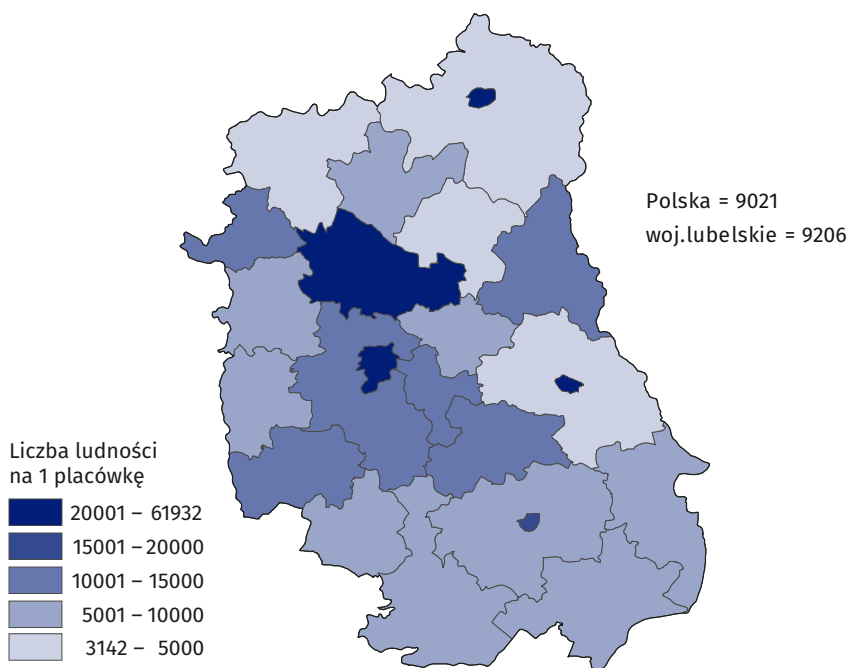 Polska = 9021
woj.lubelskie = 9206
Liczba ludności
na 1 placówkę
20001 – 61932
15001 – 20000
10001 – 15000
5001 – 10000
3142 – 5000